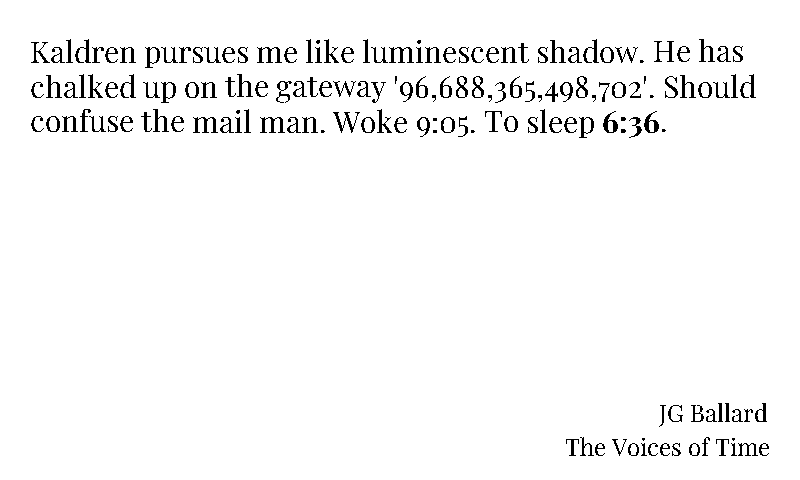 Kaldren pursues me like luminescent shadow. He has
chalked up on the gateway '96,688,365,498,702'. Should
confuse the mail man. Woke 9:05. To sleep 6:36.
JG Ballard
The Voices of Time